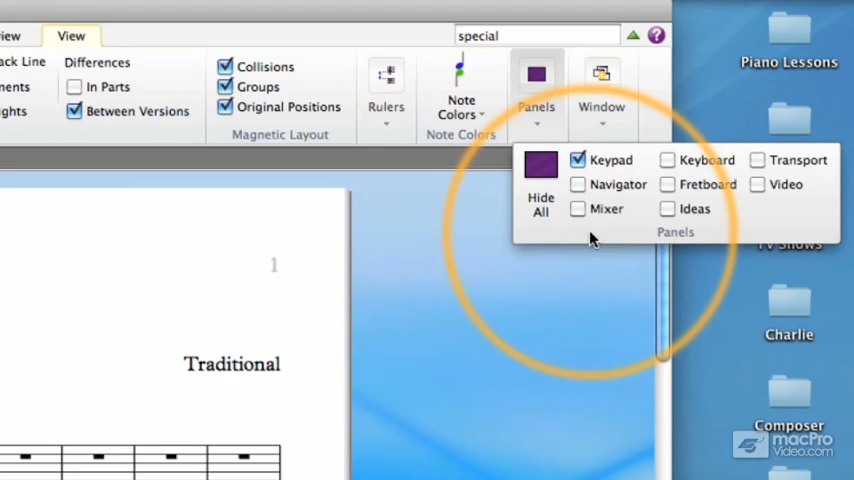 iew View special
ack Line Differences
Piano Lessons
ments In Parts
ghts Between Versions
Collisions
Groups
Original Positions
Magnetic Layout
Rulers
Note Colors
Note Colors
Panels
Window
Keypad Keyboard Transport
Navigator Fretboard Video
Mixer Ideas
Hide All
Panels
TV Shows
1
Charlie
Traditional
Composer
macPro
Video.com